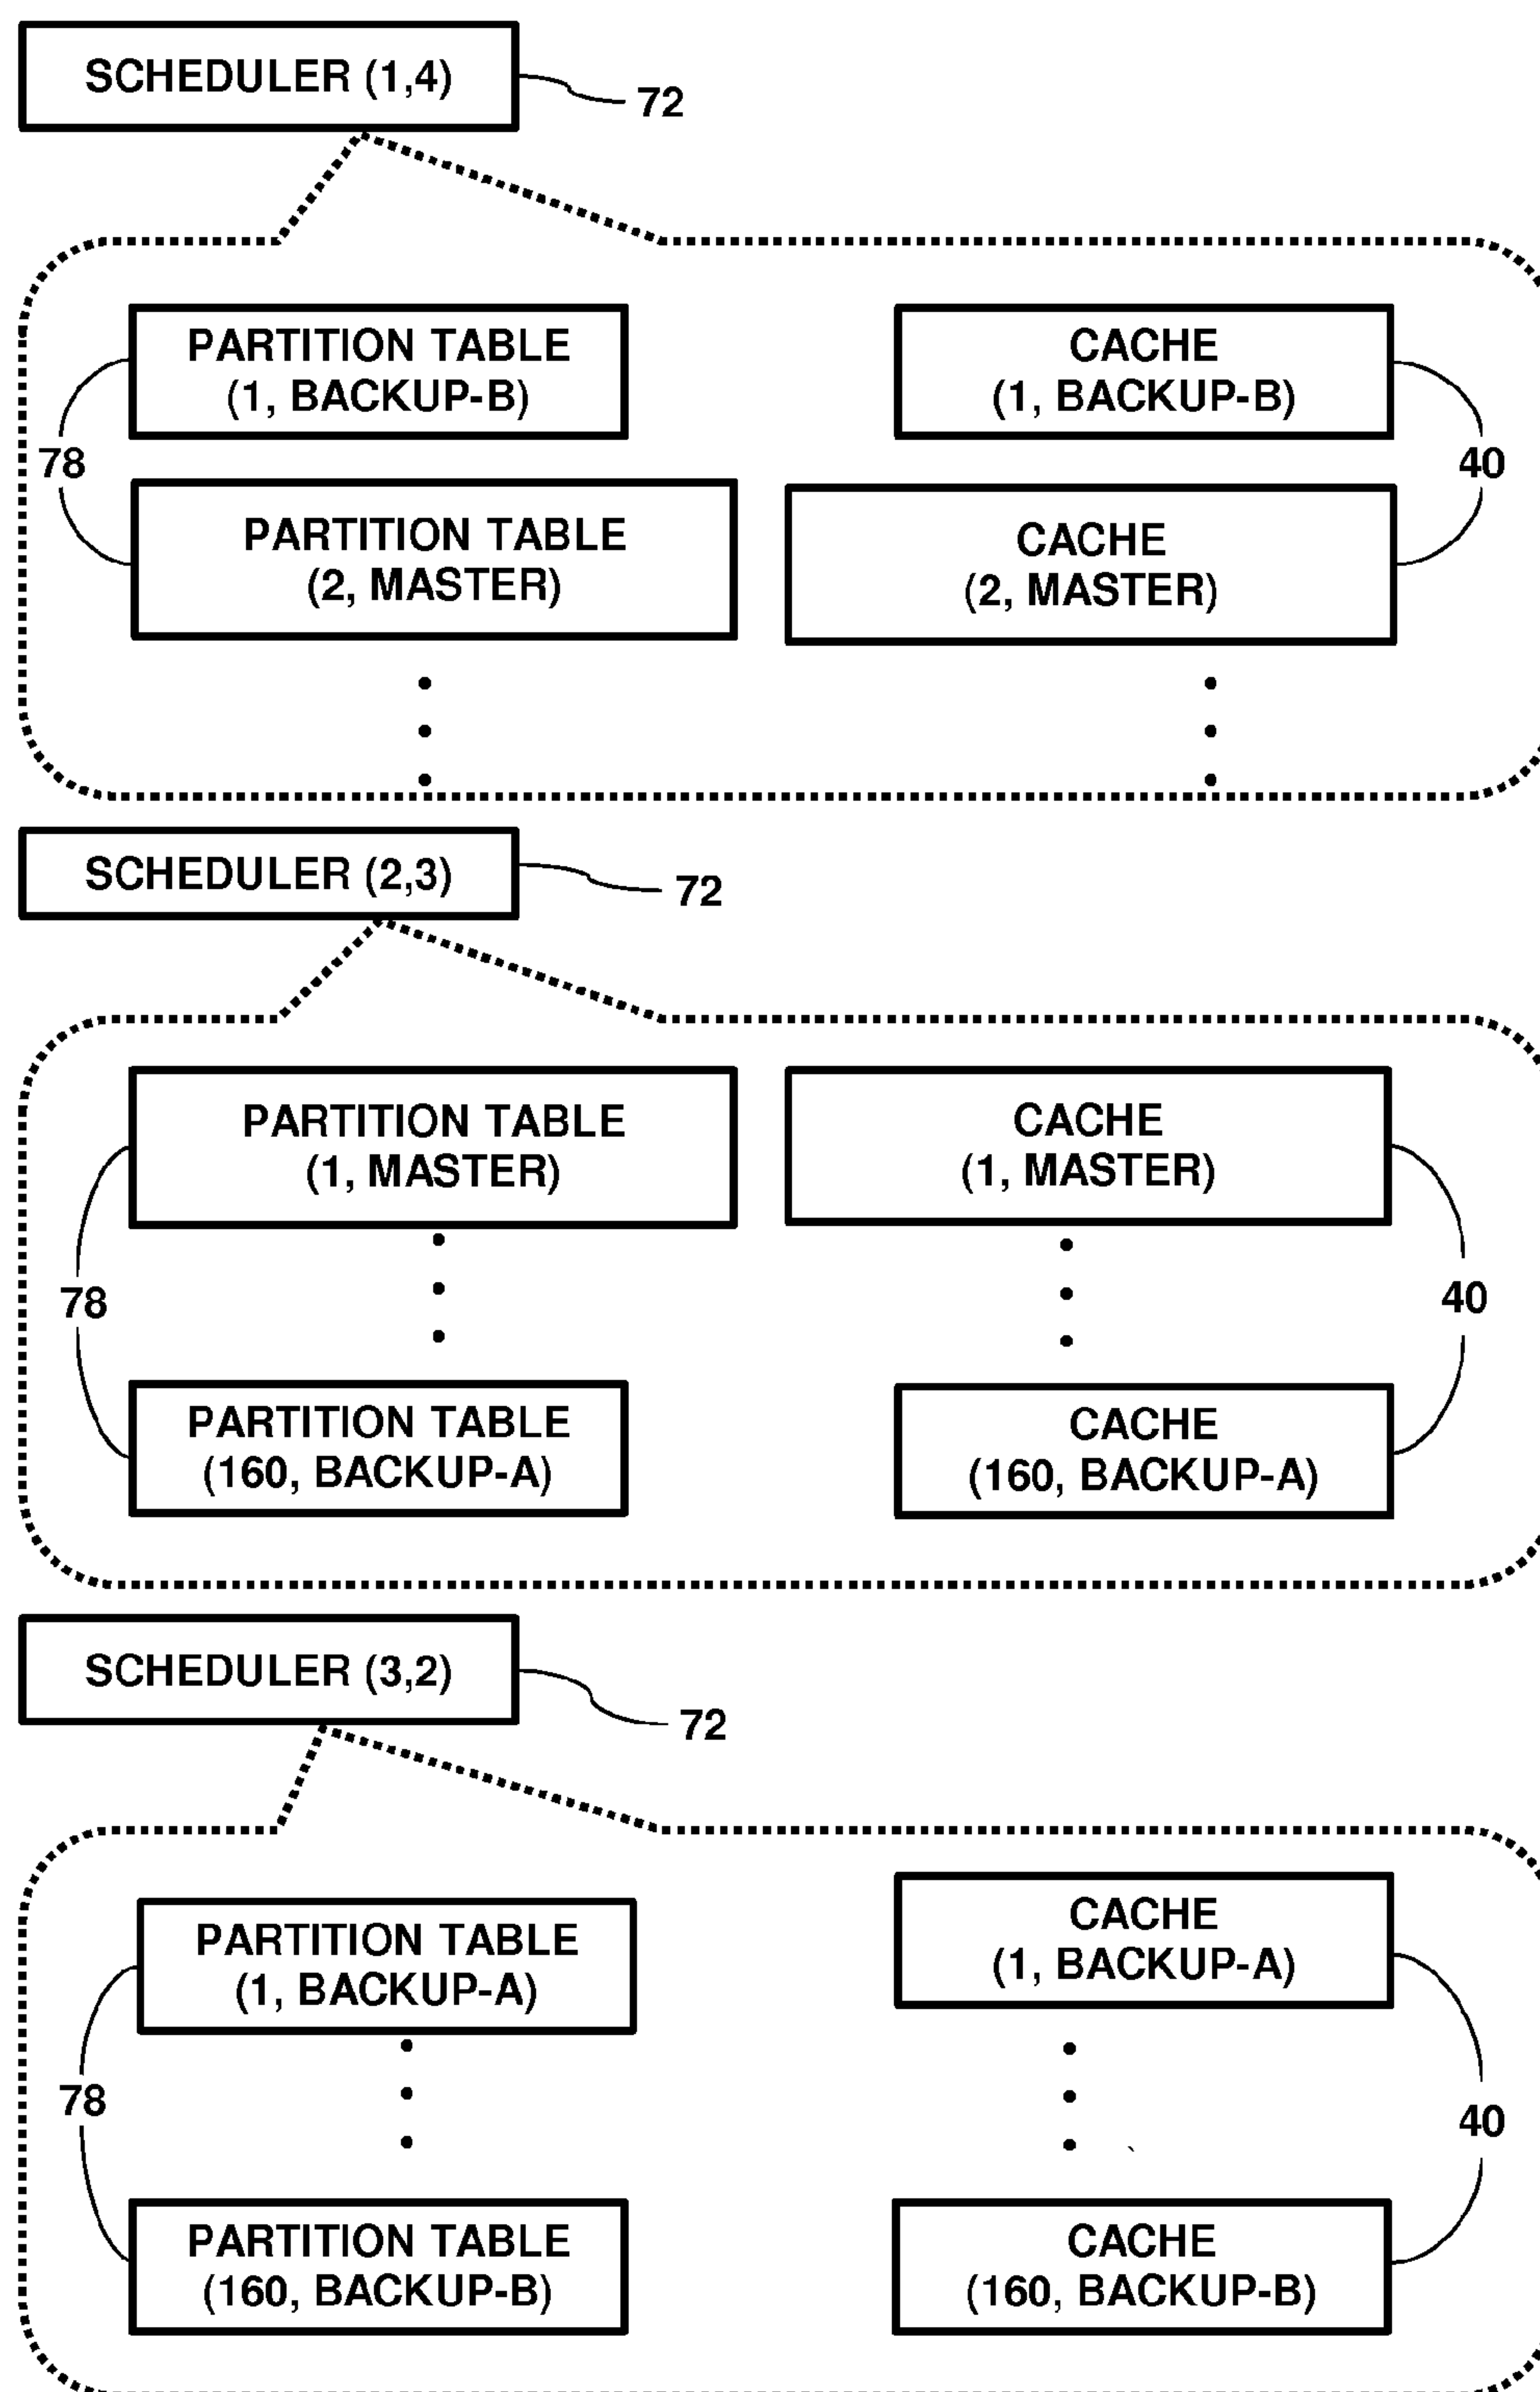 SCHEDULER (1,4)
72
PARTITION TABLE
(1, BACKUP-B)
CACHE
(1, BACKUP-B)
78
40
PARTITION TABLE
(2, MASTER)
CACHE
(2, MASTER)
SCHEDULER (2,3)
72
PARTITION TABLE
(1, MASTER)
CACHE
(1, MASTER)
78
40
PARTITION TABLE
(160, BACKUP-A)
CACHE
(160, BACKUP-A)
SCHEDULER (3,2)
72
PARTITION TABLE
(1, BACKUP-A)
CACHE
(1, BACKUP-A)
78
40
PARTITION TABLE
(160, BACKUP-B)
CACHE
(160, BACKUP-B)